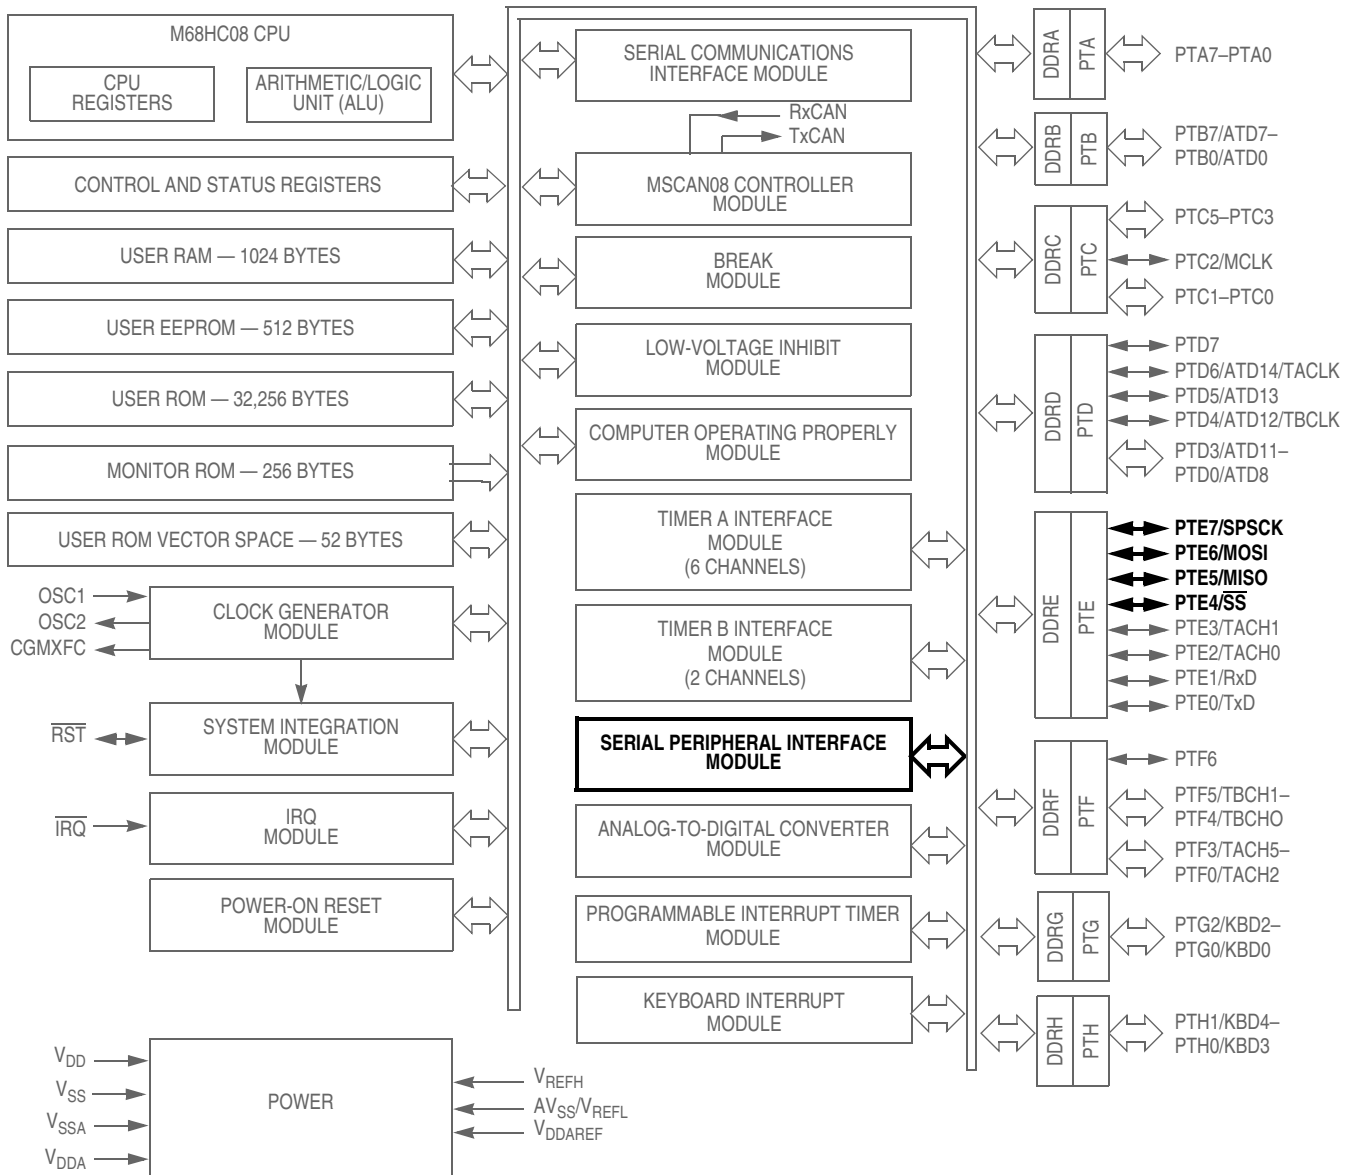 M68HC08 CPU
CPU
REGISTERS
ARITHMETIC/LOGIC
UNIT (ALU)
CONTROL AND STATUS REGISTERS
USER RAM — 1024 BYTES
USER EEPROM — 512 BYTES
USER ROM — 32,256 BYTES
MONITOR ROM — 256 BYTES
USER ROM VECTOR SPACE — 52 BYTES
OSC1
OSC2
CGMXFC
CLOCK GENERATOR
MODULE
RST
SYSTEM INTEGRATION
MODULE
IRQ
IRQ
MODULE
POWER-ON RESET
MODULE
VDD
VSS
VSSA
VDDA
POWER
VREFH
AVSS/VREFL
VDDAREF
SERIAL COMMUNICATIONS
INTERFACE MODULE
RxCAN
TxCAN
MSCAN08 CONTROLLER
MODULE
BREAK
MODULE
LOW-VOLTAGE INHIBIT
MODULE
COMPUTER OPERATING PROPERLY
MODULE
TIMER A INTERFACE
MODULE
(6 CHANNELS)
TIMER B INTERFACE
MODULE
(2 CHANNELS)
SERIAL PERIPHERAL INTERFACE
MODULE
ANALOG-TO-DIGITAL CONVERTER
MODULE
PROGRAMMABLE INTERRUPT TIMER
MODULE
KEYBOARD INTERRUPT
MODULE
DDRA
PTA
PTA7–PTA0
DDRB
PTB
PTB7/ATD7–
PTB0/ATD0
DDRC
PTC
PTC5–PTC3
PTC2/MCLK
PTC1–PTC0
DDRD
PTD
PTD7
PTD6/ATD14/TACLK
PTD5/ATD13
PTD4/ATD12/TBCLK
PTD3/ATD11–
PTD0/ATD8
DDRE
PTE
PTE7/SPSCK
PTE6/MOSI
PTE5/MISO
PTE4/SS
PTE3/TACH1
PTE2/TACH0
PTE1/RxD
PTE0/TxD
DDRF
PTF
PTF6
PTF5/TBCH1–
PTF4/TBCHO
PTF3/TACH5–
PTF0/TACH2
DDRG
PTG
PTG2/KBD2–
PTG0/KBD0
DDRH
PTH
PTH1/KBD4–
PTH0/KBD3